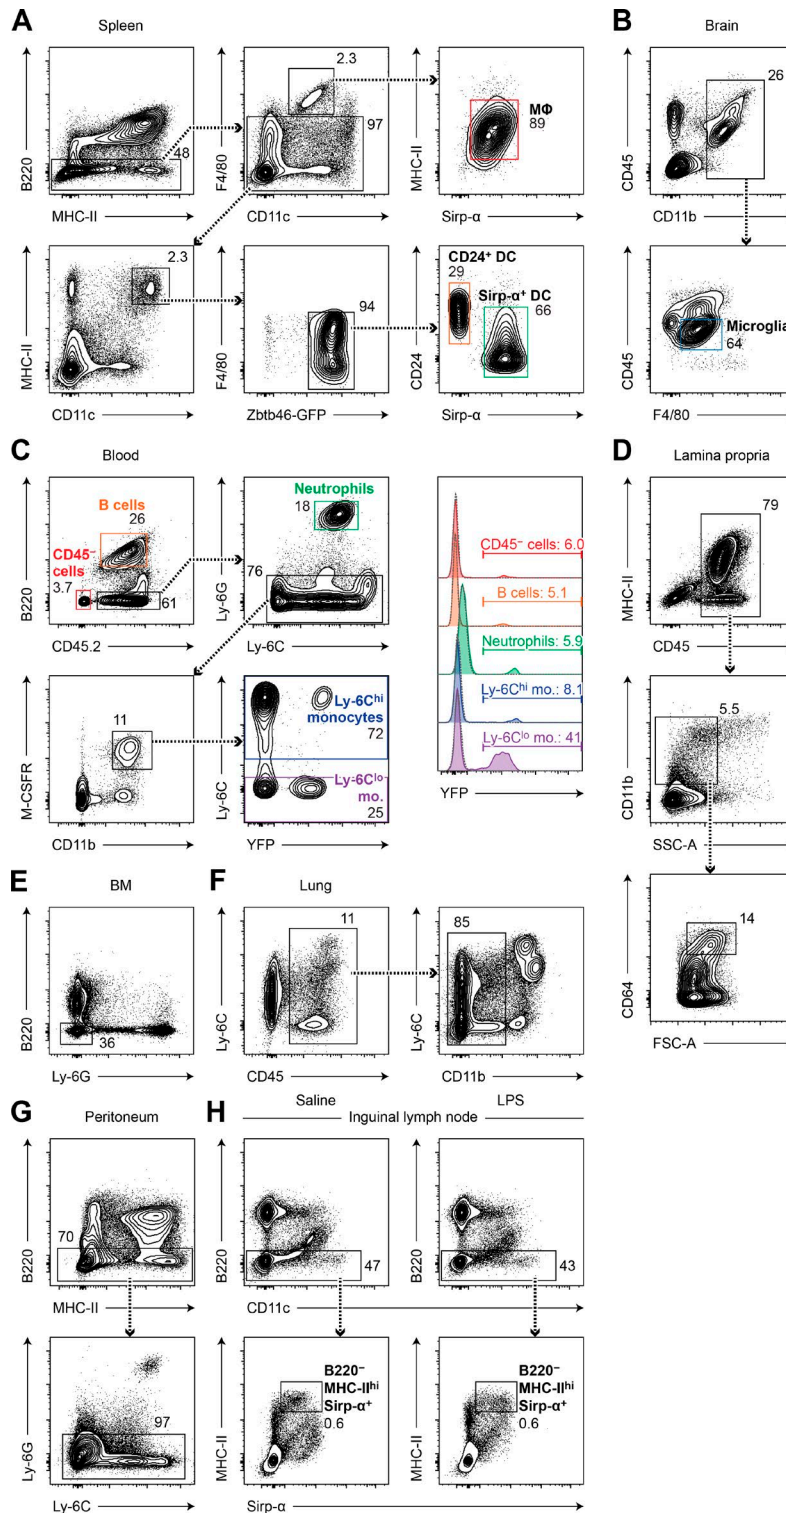 A
Spleen
B220
MHC-II
48
F4/80
CD11c
2.3
97
MHC-II
Sirp-α
MΦ
89
MHC-II
CD11c
2.3
F4/80
Zbtb46-GFP
94
CD24
Sirp-α
CD24⁺ DC
29
Sirp-α⁺ DC
66
B
Brain
CD45
CD11b
26
CD45
F4/80
Microglia
64
C
Blood
B220
CD45.2
B cells
26
CD45⁻
cells
3.7
61
Ly-6G
Ly-6C
Neutrophils
18
76
M-CSFR
CD11b
11
Ly-6C
YFP
Ly-6Cʰⁱ
monocytes
72
Ly-6Cˡᵒ
mo.
25
CD45⁻ cells: 6.0
B cells: 5.1
Neutrophils: 5.9
Ly-6Cʰⁱ mo.: 8.1
Ly-6Cˡᵒ mo.: 41
YFP
D
Lamina propria
MHC-II
CD45
79
CD11b
SSC-A
5.5
CD64
FSC-A
14
E
BM
B220
Ly-6G
36
F
Lung
Ly-6C
CD45
11
Ly-6C
CD11b
85
G
Peritoneum
B220
MHC-II
70
Ly-6G
Ly-6C
97
H
Saline
LPS
Inguinal lymph node
B220
47
B220
43
CD11c
MHC-II
B220⁻
MHC-IIʰⁱ
Sirp-α⁺
0.6
MHC-II
B220⁻
MHC-IIʰⁱ
Sirp-α⁺
0.6
Sirp-α